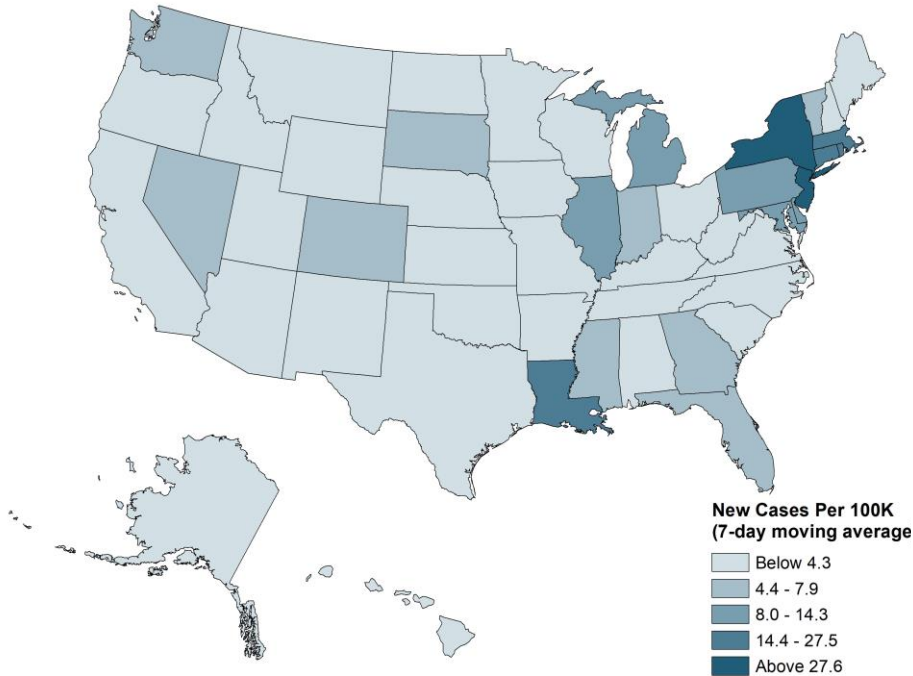 New Cases Per 100K
(7-day moving average
Below 4.3
4.4 - 7.9
8.0 - 14.3
14.4 - 27.5
Above 27.6